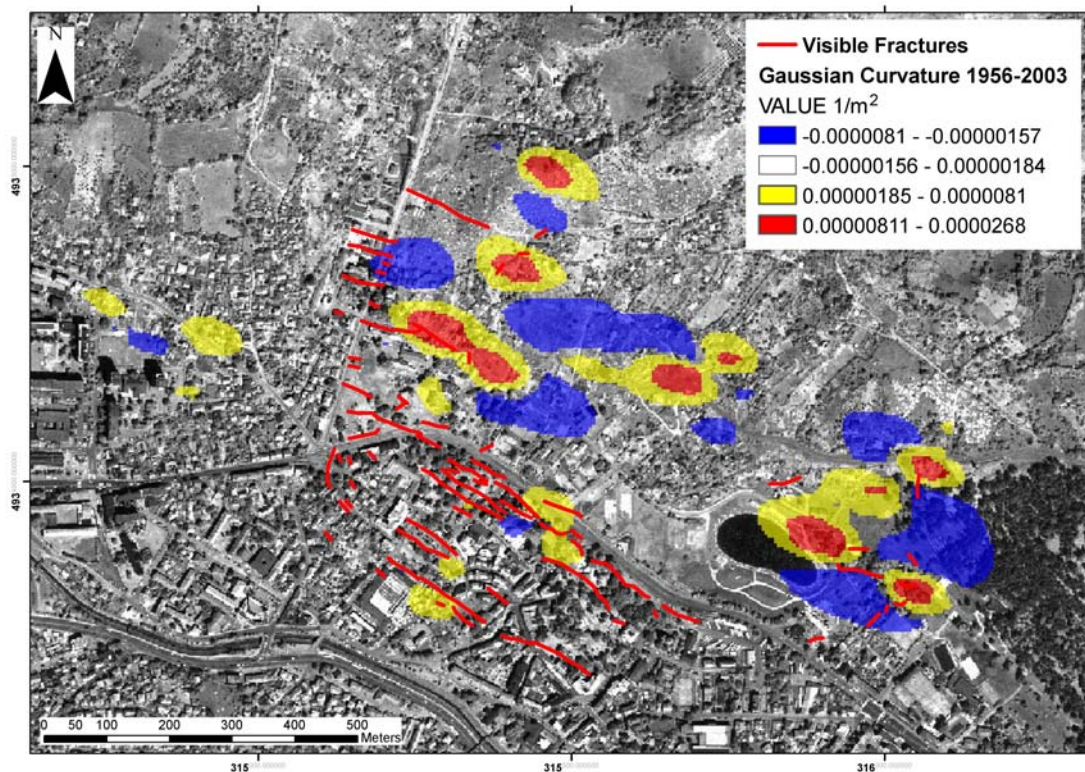 N
Visible Fractures
Gaussian Curvature 1956-2003
VALUE 1/m²
-0.0000081 - -0.00000157
-0.00000156 - 0.00000184
0.00000185 - 0.0000081
0.00000811 - 0.0000268
493
493
0 50 100 200 300 400 500
Meters
315
315
316